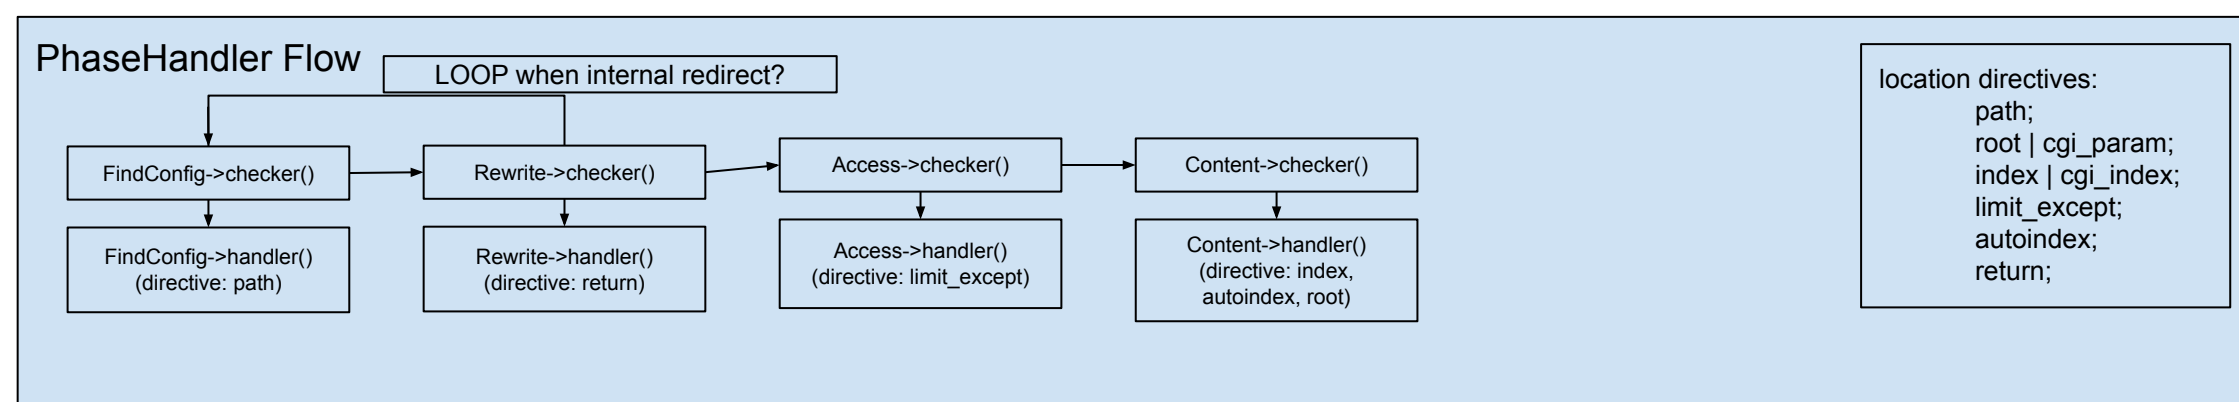 PhaseHandler Flow
LOOP when internal redirect?
FindConfig->checker()
Rewrite->checker()
Access->checker()
Content->checker()
FindConfig->handler()
(directive: path)
Rewrite->handler()
(directive: return)
Access->handler()
(directive: limit_except)
Content->handler()
(directive: index,
autoindex, root)
location directives:
path;
root | cgi_param;
index | cgi_index;
limit_except;
autoindex;
return;